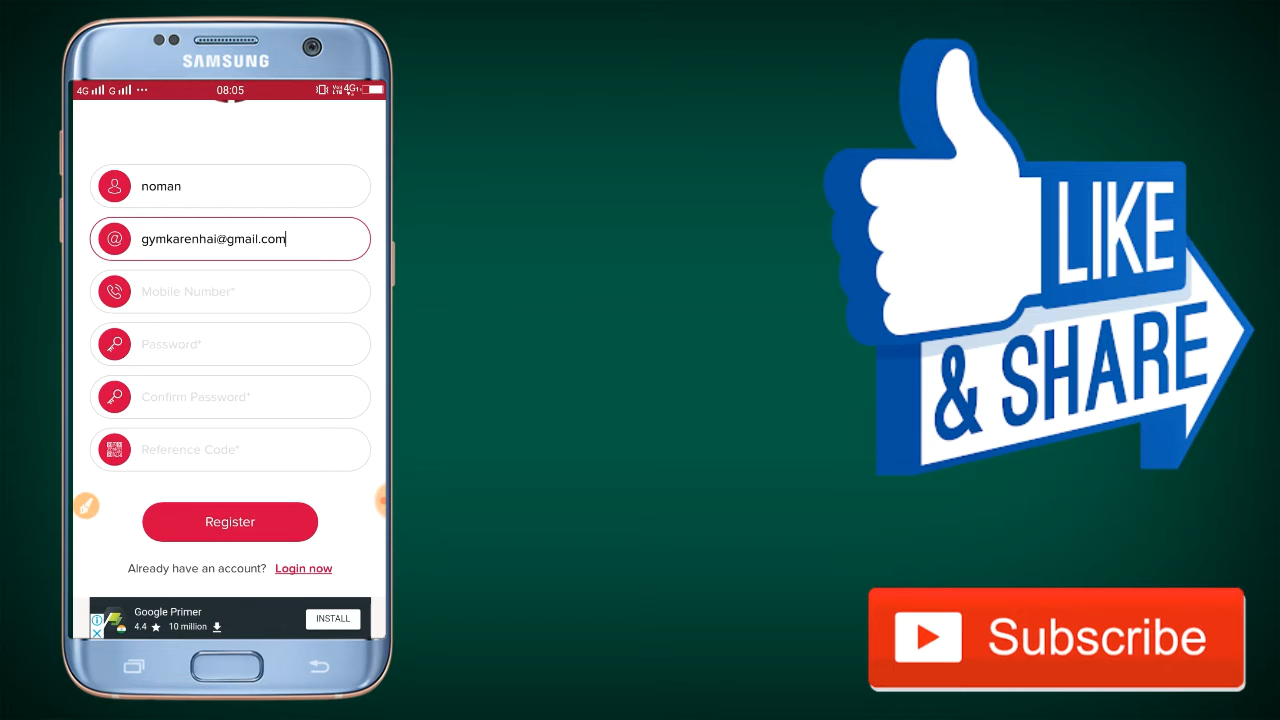 SAMSUNG
4G G 08:05 4G
noman
gymkarenhai@gmail.com
Mobile Number*
Password*
Confirm Password*
Reference Code*
Register
Already have an account? Login now
Google Primer
4.4 10 million
INSTALL
LIKE
& SHARE
Subscribe